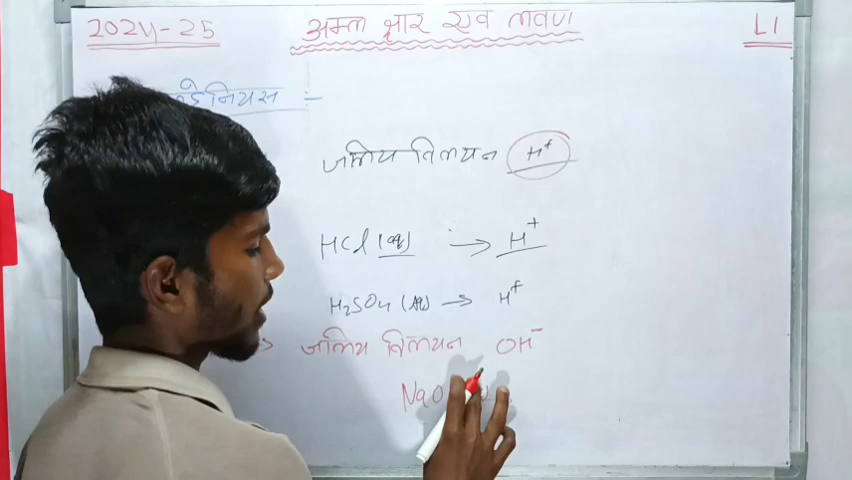 2024-25 अम्ल क्षार एवं लवण L1
जलिय विलयन H⁺
HCl (aq) → H⁺
H₂SO₄ (aq) → H⁺
> जलिय विलयन OH⁻